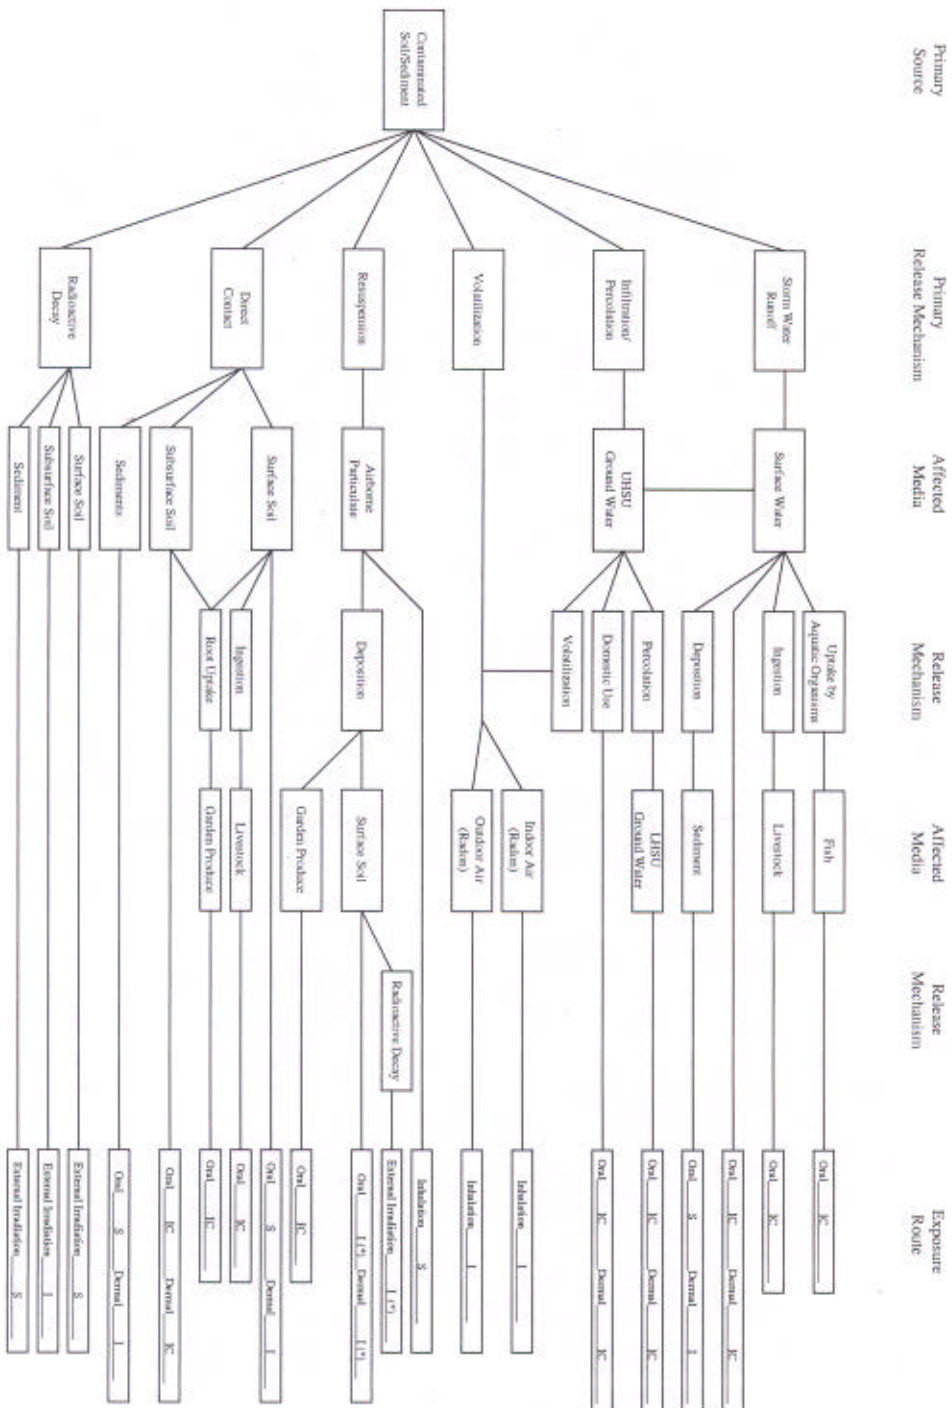 Primary
Source
Primary
Release Mechanism
Affected
Media
Release
Mechanism
Affected
Media
Release
Mechanism
Exposure
Route
Contaminated
Soil/Sediment
Storm Water
Runoff
Surface Water
Uptake by
Aquatic Organisms
Fish
Oral IC
Ingestion
Livestock
Oral IC
Oral IC Dermal IC
Deposition
Sediment
Oral S Dermal I
Infiltration/
Percolation
UHSU
Ground Water
Percolation
LHSU
Ground Water
Oral IC Dermal IC
Domestic Use
Oral IC Dermal IC
Volatilization
Volatilization
Indoor Air
(Radon)
Inhalation I
Outdoor Air
(Radon)
Inhalation I
Resuspension
Airborne
Particulate
Inhalation S
Deposition
Radioactive Decay
External Irradiation I (*)
Surface Soil
Oral I (*) Dermal I (*)
Garden Produce
Oral IC
Direct
Contact
Surface Soil
Oral S Dermal I
Ingestion
Livestock
Oral IC
Root Uptake
Garden Produce
Oral IC
Subsurface Soil
Oral IC Dermal IC
Sediments
Oral S Dermal I
Radioactive
Decay
Surface Soil
External Irradiation S
Subsurface Soil
External Irradiation I
Sediment
External Irradiation S